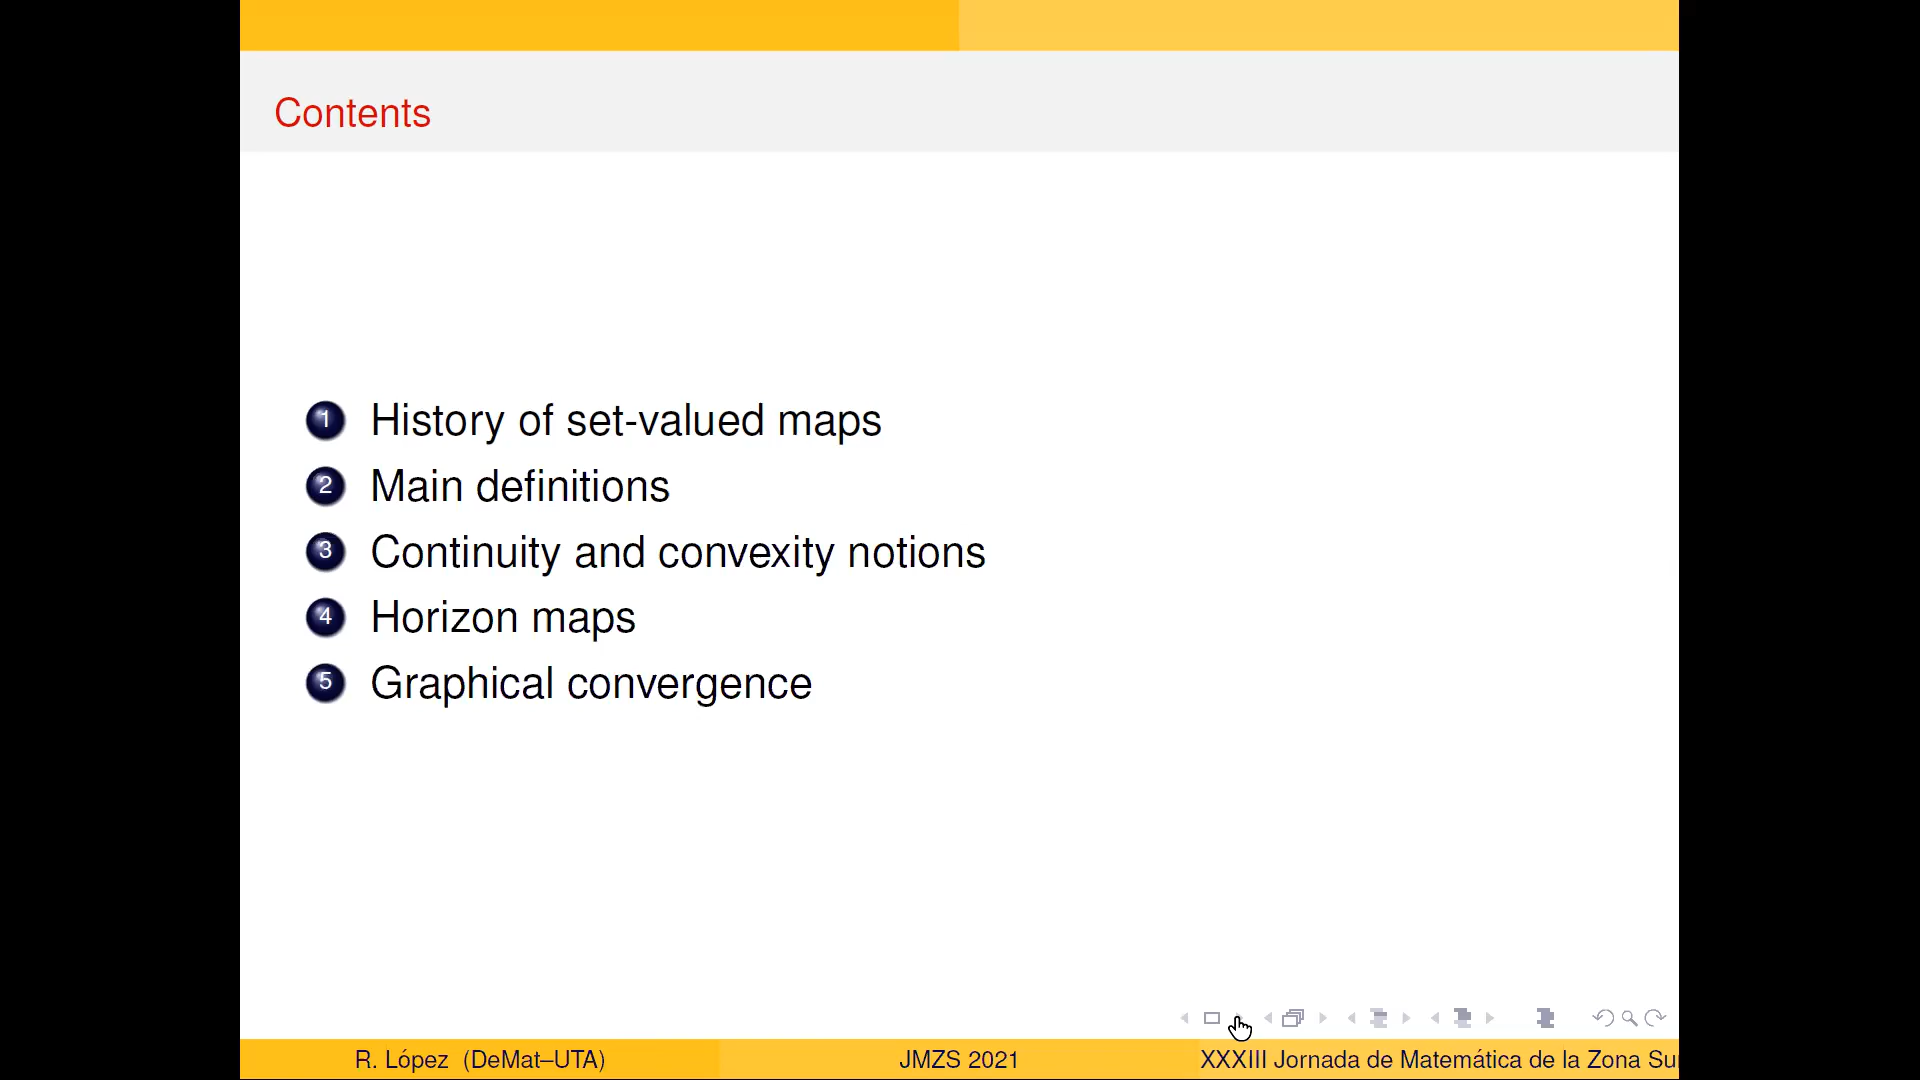 Contents
1 History of set-valued maps
2 Main definitions
3 Continuity and convexity notions
4 Horizon maps
5 Graphical convergence
R. López (DeMat–UTA) JMZS 2021 XXXIII Jornada de Matemática de la Zona Su